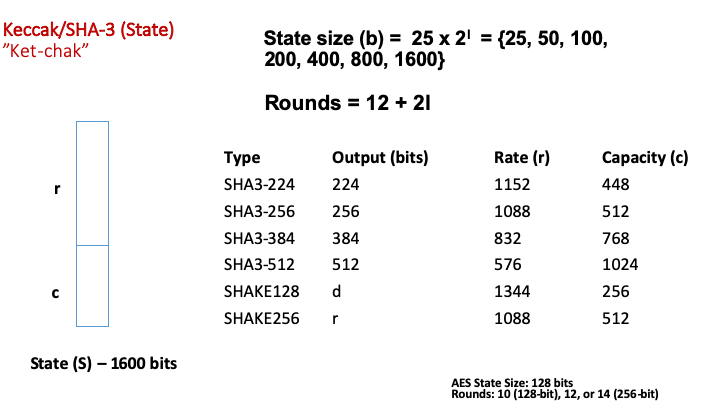 Keccak/SHA-3 (State)
"Ket-chak"
State size (b) = 25 x 2ˡ = {25, 50, 100,
200, 400, 800, 1600}
Rounds = 12 + 2l
Type Output (bits) Rate (r) Capacity (c)
SHA3-224 224 1152 448
SHA3-256 256 1088 512
SHA3-384 384 832 768
SHA3-512 512 576 1024
SHAKE128 d 1344 256
SHAKE256 r 1088 512
r
c
State (S) – 1600 bits
AES State Size: 128 bits
Rounds: 10 (128-bit), 12, or 14 (256-bit)